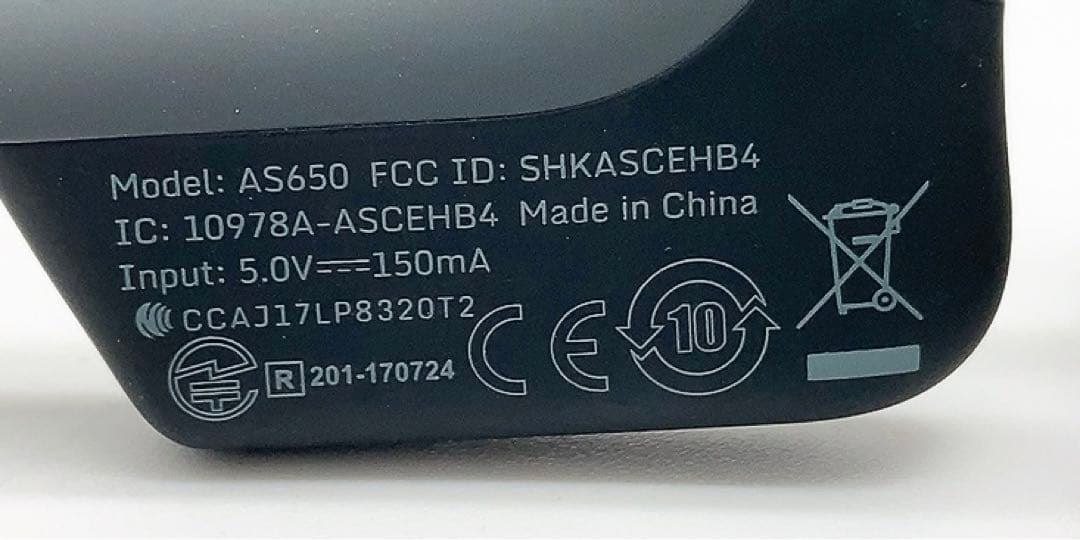 Model: AS650 FCC ID: SHKASCEHB4
IC: 10978A-ASCEHB4 Made in China
Input: 5.0V⎓150mA
CCAJ17LP8320T2
R 201-170724 CE 10